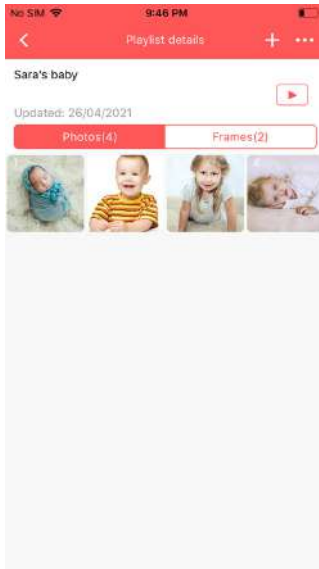 No SIM 9:46 PM
Playlist details
Sara's baby
Updated: 26/04/2021
Photos(4) Frames(2)